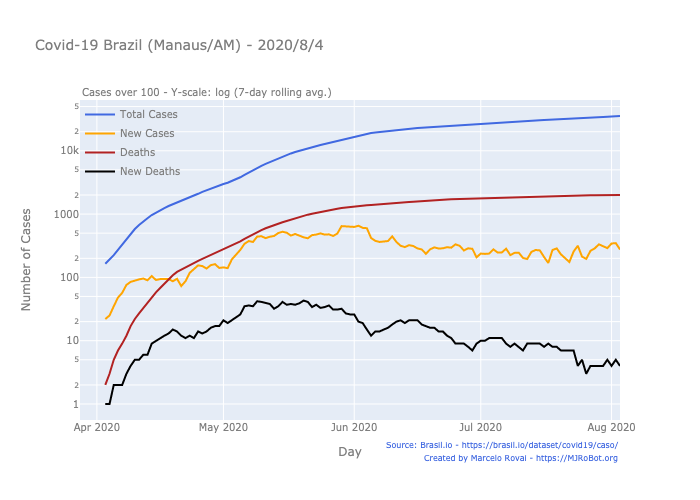 Covid-19 Brazil (Manaus/AM) - 2020/8/4
Cases over 100 - Y-scale: log (7-day rolling avg.)
Total Cases
New Cases
Deaths
New Deaths
5
2
10k
5
2
1000
5
2
100
5
2
10
5
2
1
Number of Cases
Apr 2020
May 2020
Jun 2020
Jul 2020
Aug 2020
Day
Source: Brasil.io - https://brasil.io/dataset/covid19/caso/
Created by Marcelo Rovai - https://MJRoBot.org